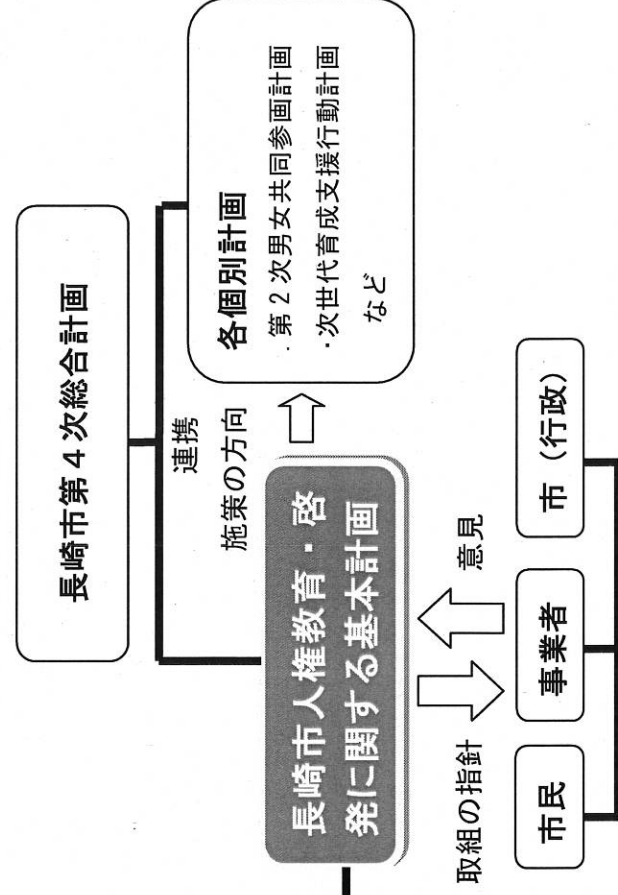 長崎市第４次総合計画
連携
施策の方向
各個別計画
．第２次男女共同参画計画
・次世代育成支援行動計画
など
長崎市人権教育・啓
発に関する基本計画
取組の指針
意見
市民
事業者
市（行政）